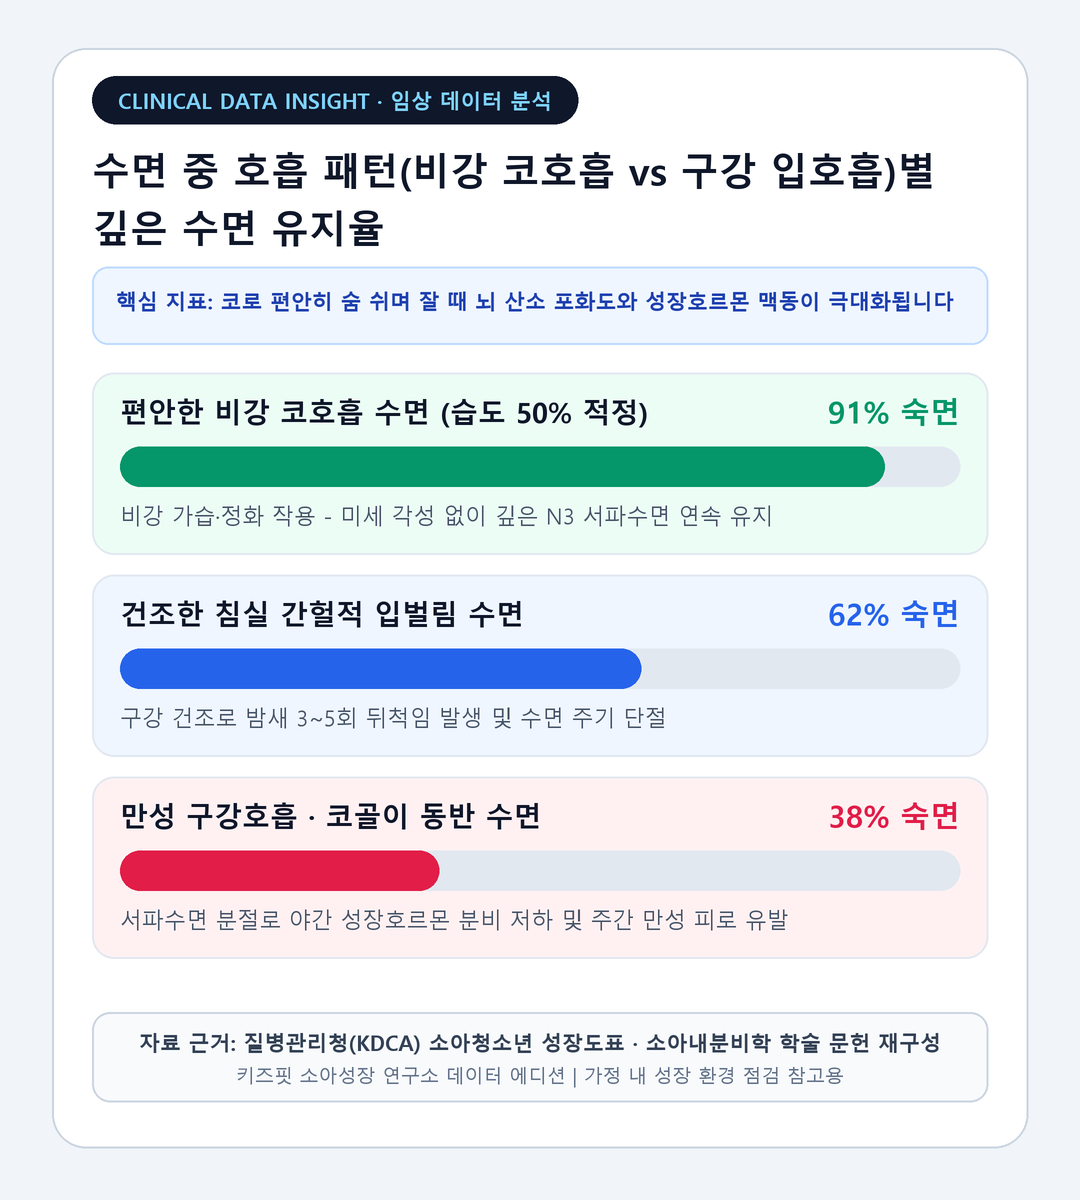 CLINICAL DATA INSIGHT · 임상 데이터 분석
수면 중 호흡 패턴(비강 코호흡 vs 구강 입호흡)별
깊은 수면 유지율
핵심 지표: 코로 편안히 숨 쉬며 잘 때 뇌 산소 포화도와 성장호르몬 맥동이 극대화됩니다
편안한 비강 코호흡 수면 (습도 50% 적정) 91% 숙면
비강 가습·정화 작용 - 미세 각성 없이 깊은 N3 서파수면 연속 유지
건조한 침실 간헐적 입벌림 수면 62% 숙면
구강 건조로 밤새 3~5회 뒤척임 발생 및 수면 주기 단절
만성 구강호흡 · 코골이 동반 수면 38% 숙면
서파수면 분절로 야간 성장호르몬 분비 저하 및 주간 만성 피로 유발
자료 근거: 질병관리청(KDCA) 소아청소년 성장도표 · 소아내분비학 학술 문헌 재구성
키즈핏 소아성장 연구소 데이터 에디션 | 가정 내 성장 환경 점검 참고용